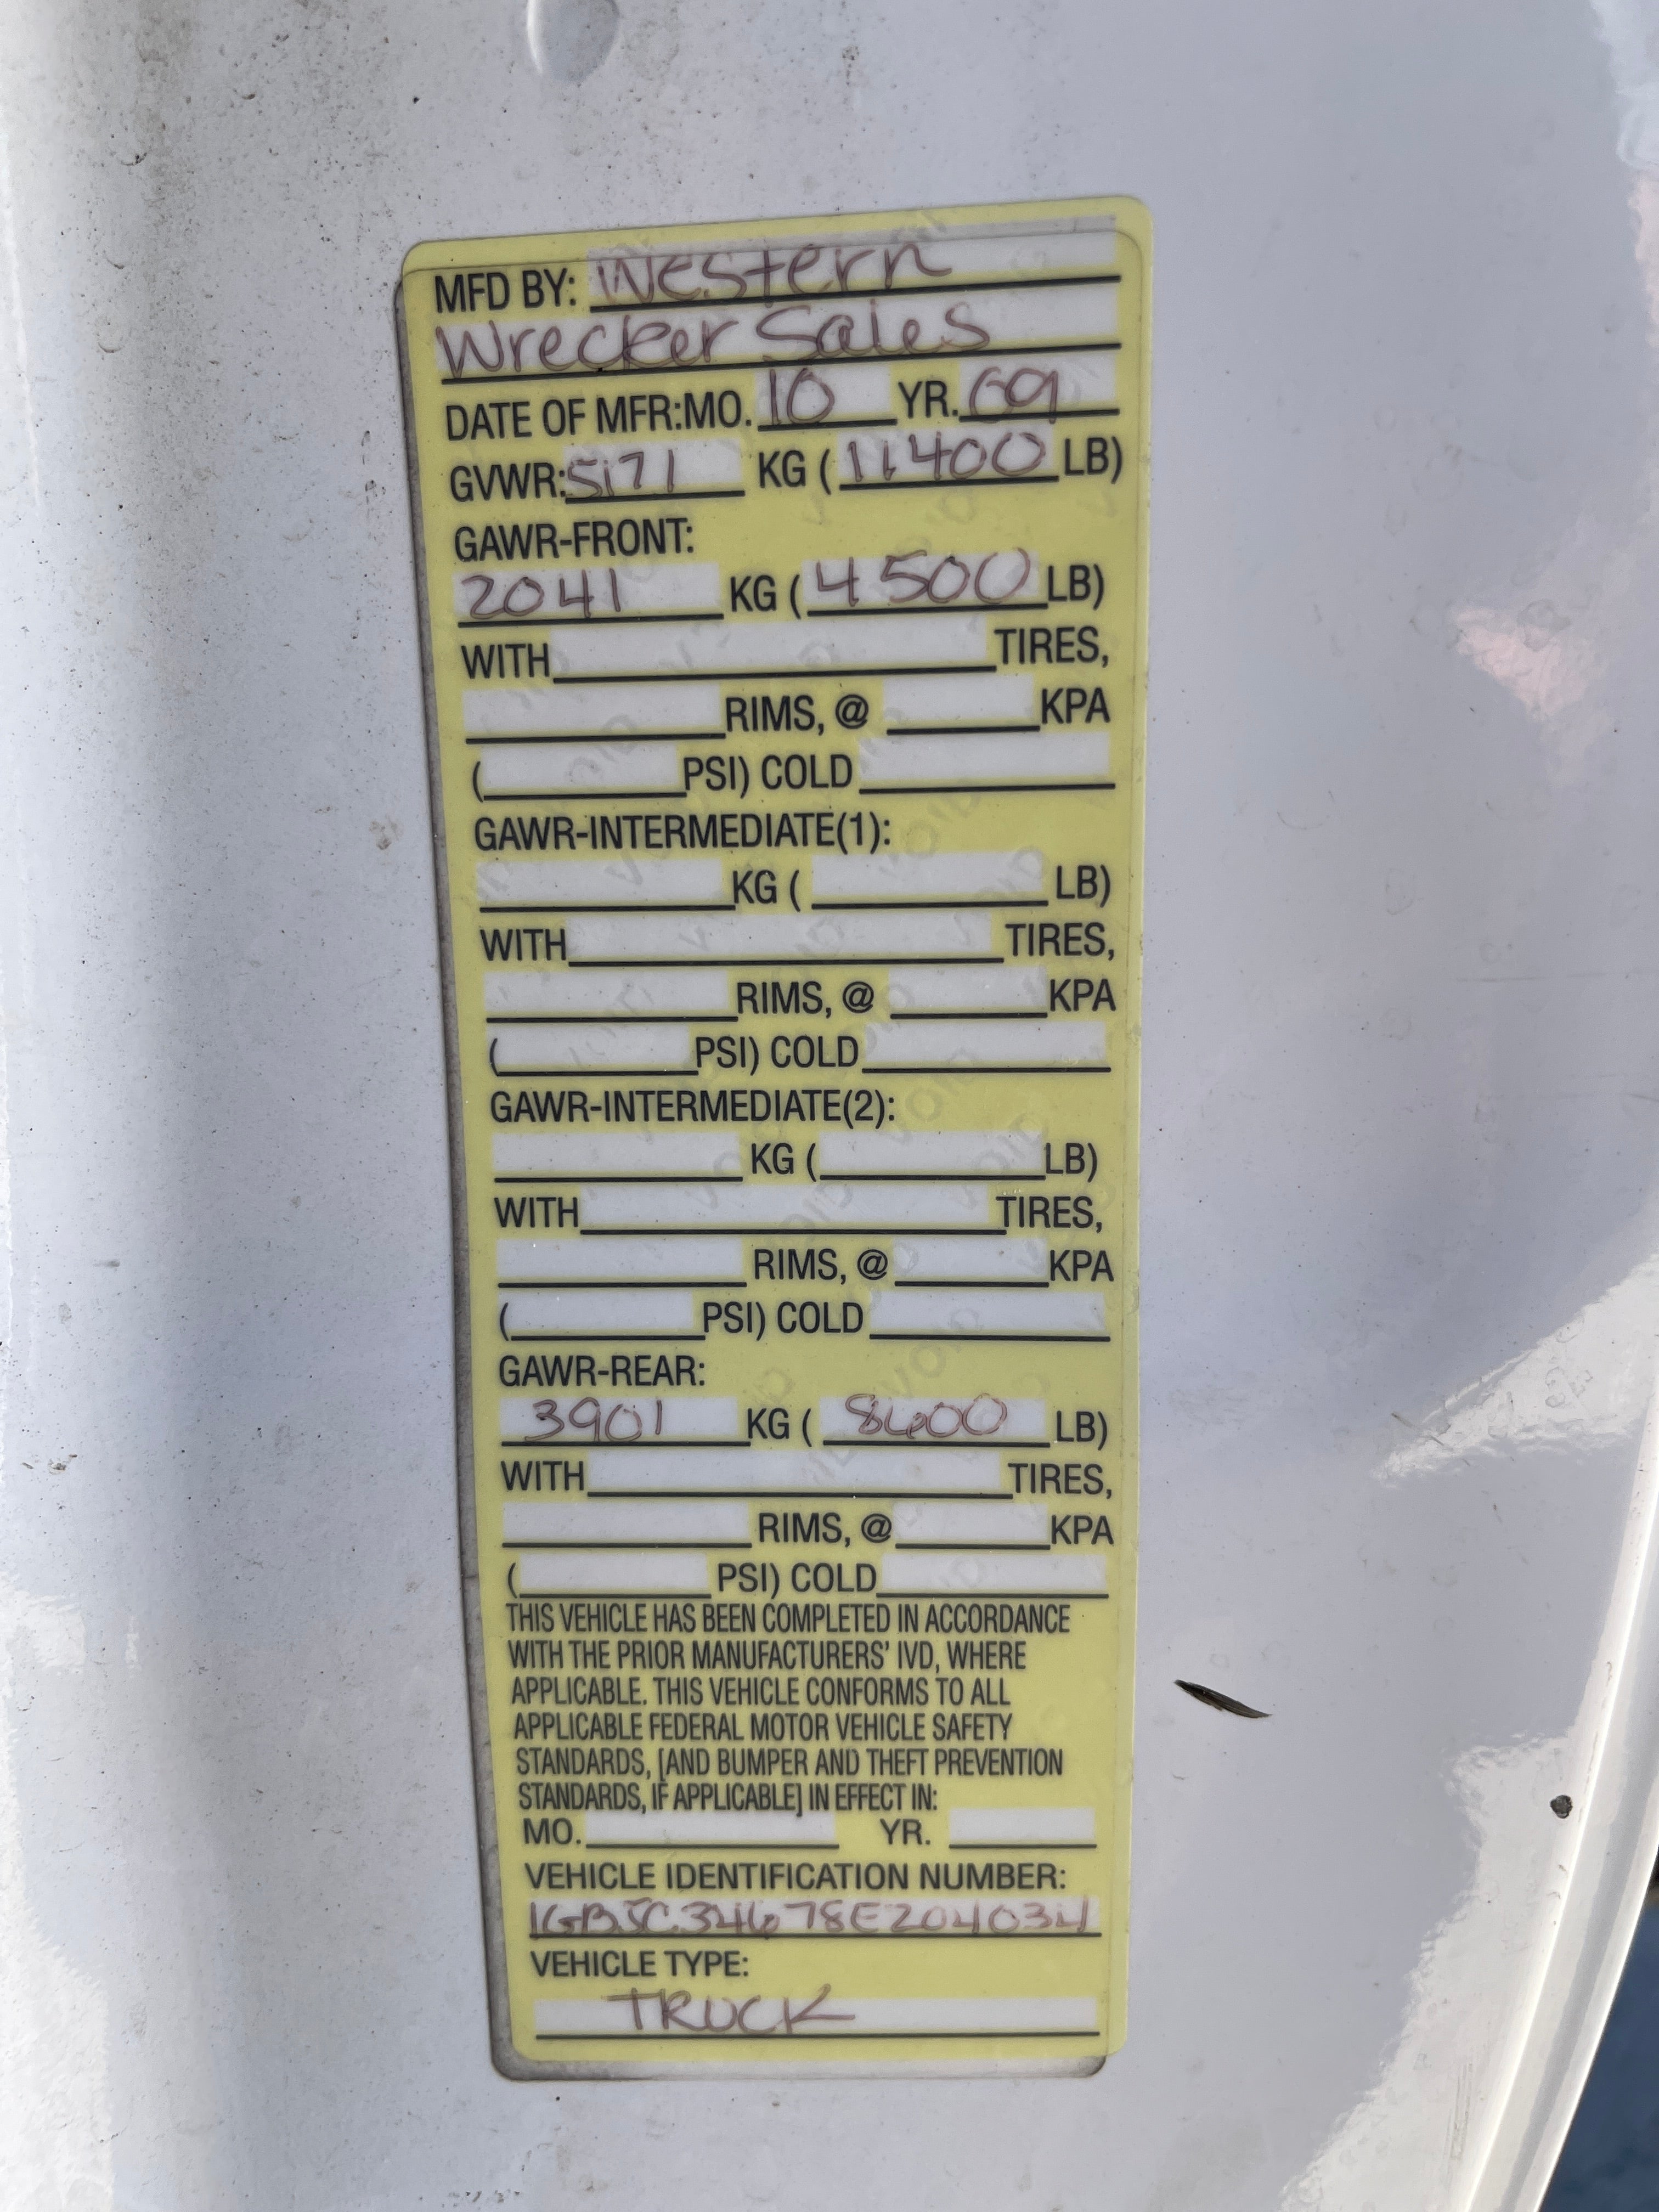 MFD BY: Western
Wrecker Sales
DATE OF MFR:MO. 10 YR. 09
GVWR: 5171 KG ( 11400 LB)
GAWR-FRONT:
2041 KG ( 4500 LB)
WITH TIRES,
RIMS, @ KPA
( PSI) COLD
GAWR-INTERMEDIATE(1):
KG ( LB)
WITH TIRES,
RIMS, @ KPA
( PSI) COLD
GAWR-INTERMEDIATE(2):
KG ( LB)
WITH TIRES,
RIMS, @ KPA
( PSI) COLD
GAWR-REAR:
3901 KG ( 8600 LB)
WITH TIRES,
RIMS, @ KPA
( PSI) COLD
THIS VEHICLE HAS BEEN COMPLETED IN ACCORDANCE
WITH THE PRIOR MANUFACTURERS' IVD, WHERE
APPLICABLE. THIS VEHICLE CONFORMS TO ALL
APPLICABLE FEDERAL MOTOR VEHICLE SAFETY
STANDARDS, [AND BUMPER AND THEFT PREVENTION
STANDARDS, IF APPLICABLE] IN EFFECT IN:
MO. YR.
VEHICLE IDENTIFICATION NUMBER:
1GBJC34678E204034
VEHICLE TYPE:
TRUCK